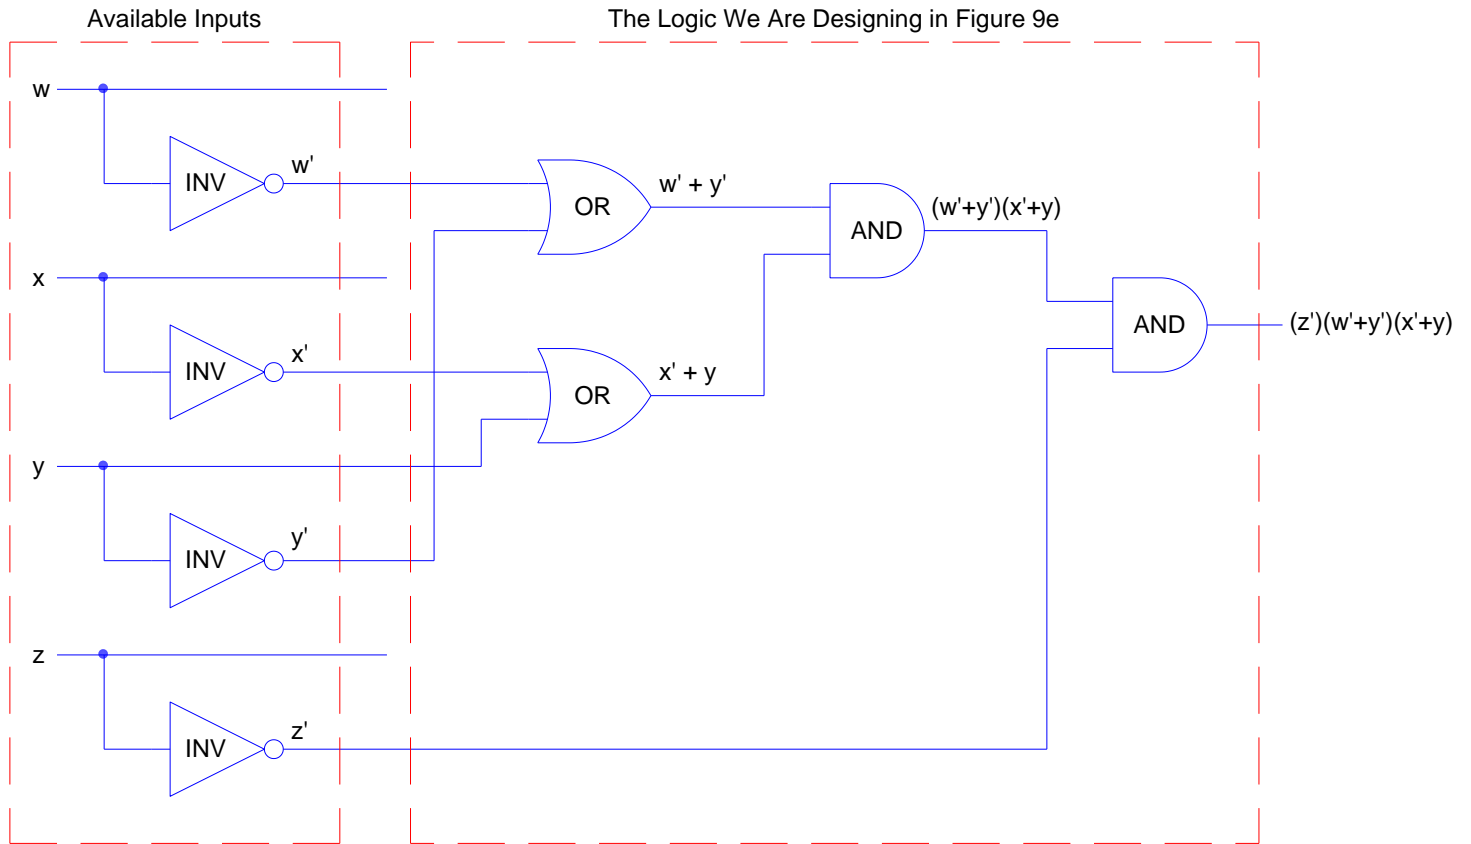 Available Inputs
The Logic We Are Designing in Figure 9e
w
INV
w'
OR
w' + y'
AND
(w'+y')(x'+y)
x
INV
x'
OR
x' + y
AND
(z')(w'+y')(x'+y)
y
INV
y'
z
INV
z'